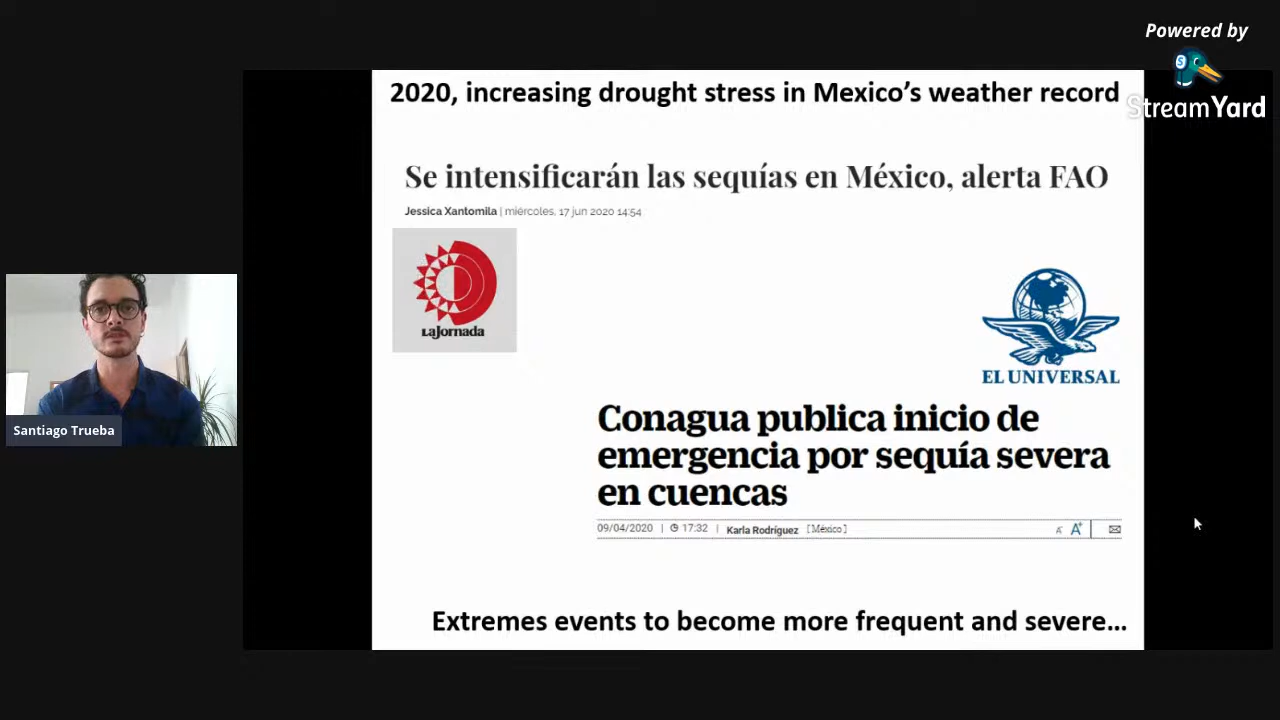 Powered by
StreamYard
2020, increasing drought stress in Mexico's weather record
Se intensificarán las sequías en México, alerta FAO
Jessica Xantomila | miércoles, 17 jun 2020 14:54
LaJornada
EL UNIVERSAL
Conagua publica inicio de
emergencia por sequía severa
en cuencas
09/04/2020 | 17:32 | Karla Rodríguez [México]
A A+
Santiago Trueba
Extremes events to become more frequent and severe...